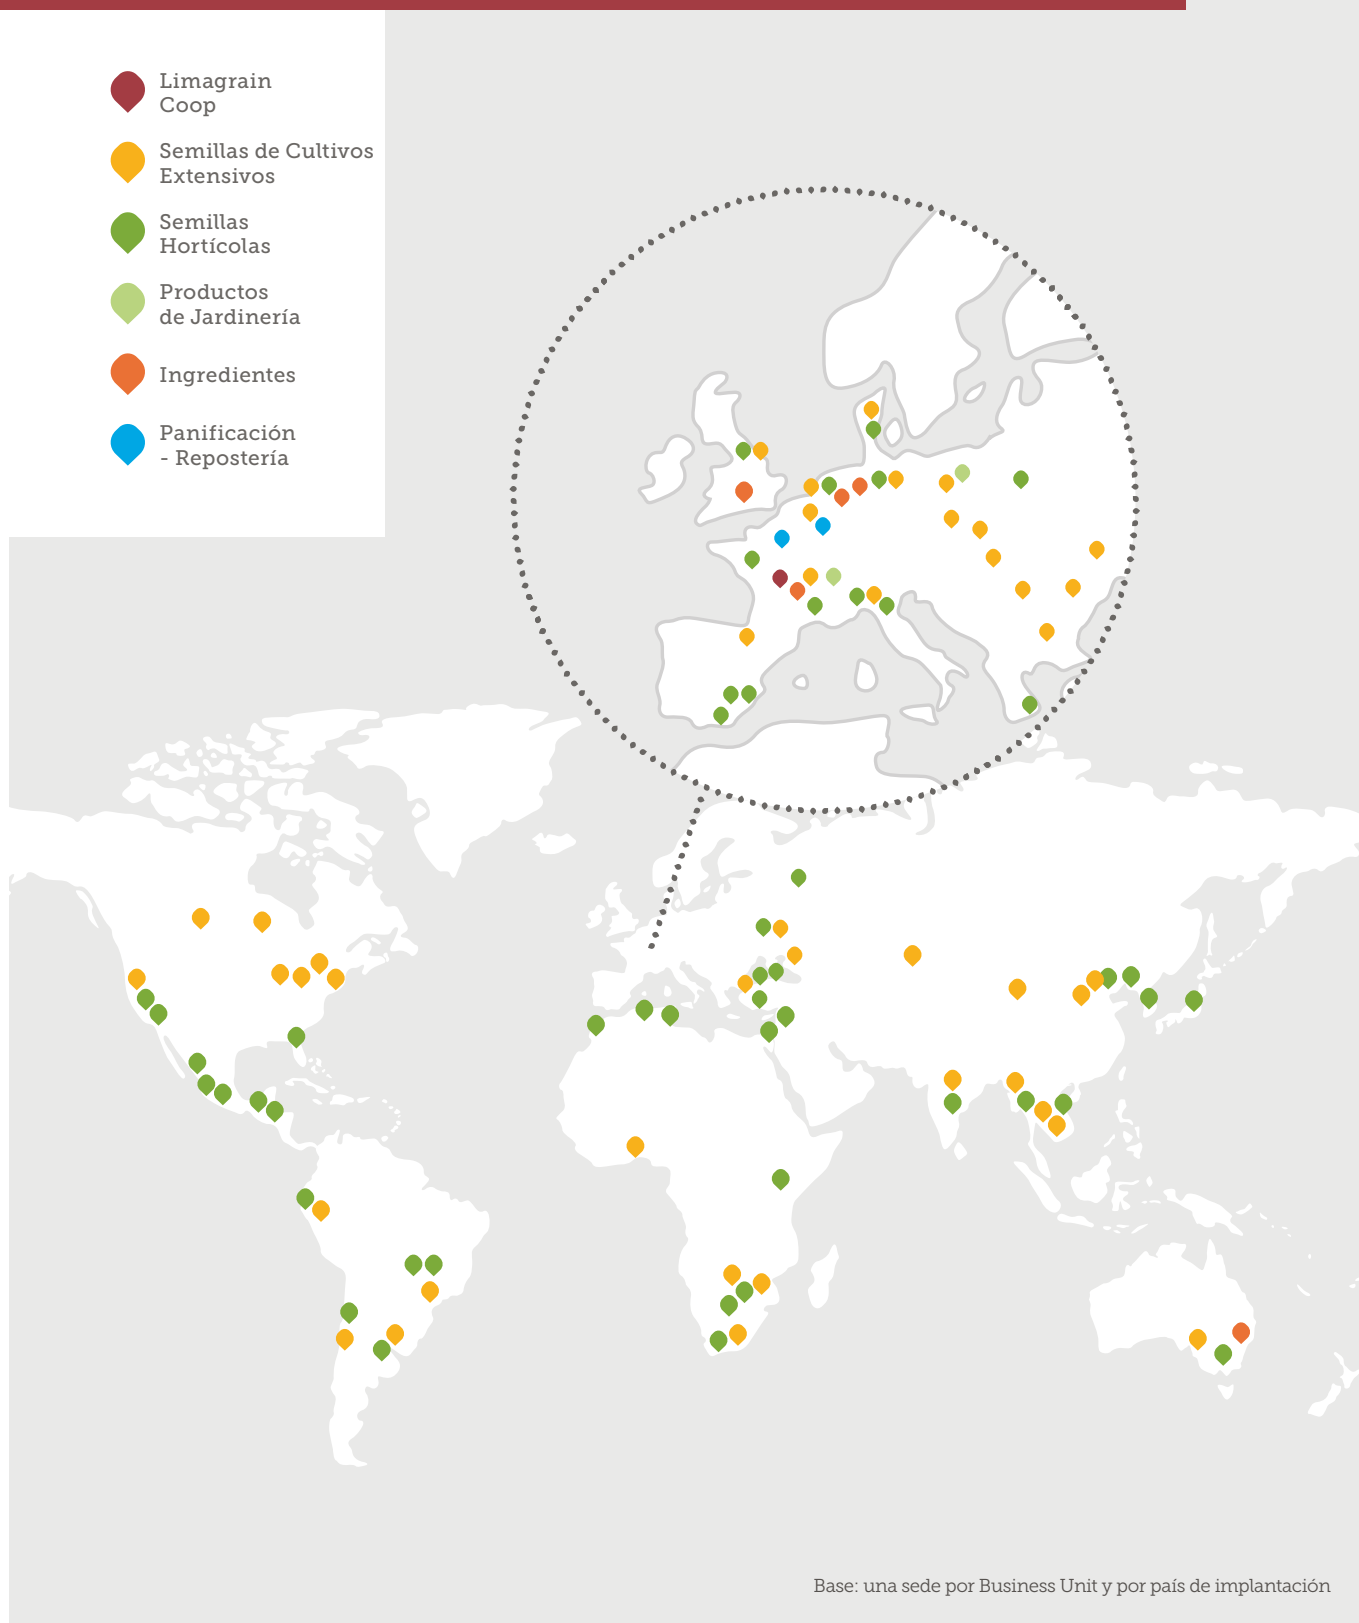 Limagrain
Coop
Semillas de Cultivos
Extensivos
Semillas
Hortícolas
Productos
de Jardinería
Ingredientes
Panificación
- Repostería
Base: una sede por Business Unit y por país de implantación